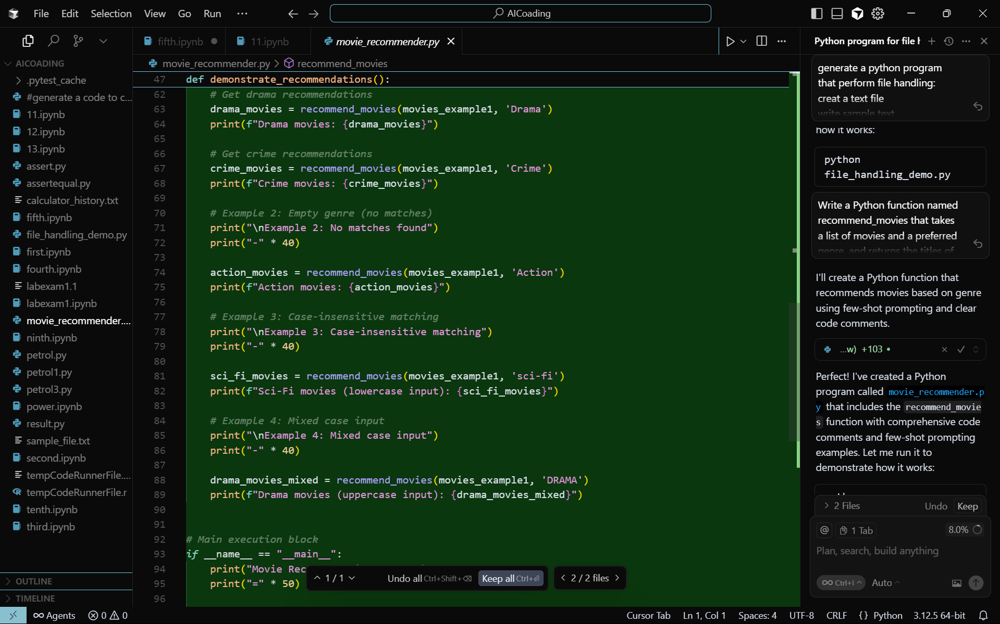 File Edit Selection View Go Run ···
AICoading
fifth.ipynb
11.ipynb
movie_recommender.py
movie_recommender.py > recommend_movies
AICOADING
.pytest_cache
#generate a code to c...
11.ipynb
12.ipynb
13.ipynb
assert.py
assertequal.py
calculator_history.txt
fifth.ipynb
file_handling_demo.py
first.ipynb
fourth.ipynb
labexam1.1
labexam1.ipynb
movie_recommender....
ninth.ipynb
petrol.py
petrol1.py
petrol3.py
power.ipynb
result.py
sample_file.txt
second.ipynb
tempCodeRunnerFile....
tempCodeRunnerFile.r
tenth.ipynb
third.ipynb
OUTLINE
TIMELINE
47 def demonstrate_recommendations():
62 # Get drama recommendations
63 drama_movies = recommend_movies(movies_example1, 'Drama')
64 print(f"Drama movies: {drama_movies}")
65
66 # Get crime recommendations
67 crime_movies = recommend_movies(movies_example1, 'Crime')
68 print(f"Crime movies: {crime_movies}")
69
70 # Example 2: Empty genre (no matches)
71 print("\nExample 2: No matches found")
72 print("-" * 40)
73
74 action_movies = recommend_movies(movies_example1, 'Action')
75 print(f"Action movies: {action_movies}")
76
77 # Example 3: Case-insensitive matching
78 print("\nExample 3: Case-insensitive matching")
79 print("-" * 40)
80
81 sci_fi_movies = recommend_movies(movies_example1, 'sci-fi')
82 print(f"Sci-Fi movies (lowercase input): {sci_fi_movies}")
83
84 # Example 4: Mixed case input
85 print("\nExample 4: Mixed case input")
86 print("-" * 40)
87
88 drama_movies_mixed = recommend_movies(movies_example1, 'DRAMA')
89 print(f"Drama movies (uppercase input): {drama_movies_mixed}")
90
91
92 # Main execution block
93 if __name__ == "__main__":
94 print("Movie Rec
95 print("=" * 50)
96
1 / 1 Undo all Ctrl+Shift+⌫ Keep all Ctrl+⏎
2 / 2 files
Python program for file h
generate a python program
that perform file handling:
creat a text file
write sample text
how it works:
python
file_handling_demo.py
Write a Python function named
recommend_movies that takes
a list of movies and a preferred
genre, and returns the titles of
I'll create a Python function that
recommends movies based on genre
using few-shot prompting and clear
code comments.
...w) +103
Perfect! I've created a Python
program called movie_recommender.p
y that includes the recommend_movie
s function with comprehensive code
comments and few-shot prompting
examples. Let me run it to
demonstrate how it works:
2 Files Undo Keep
@ 1 Tab 8.0%
Plan, search, build anything
∞ Ctrl+I Auto
∞ Agents 0 0
Cursor Tab Ln 1, Col 1 Spaces: 4 UTF-8 CRLF {} Python 3.12.5 64-bit